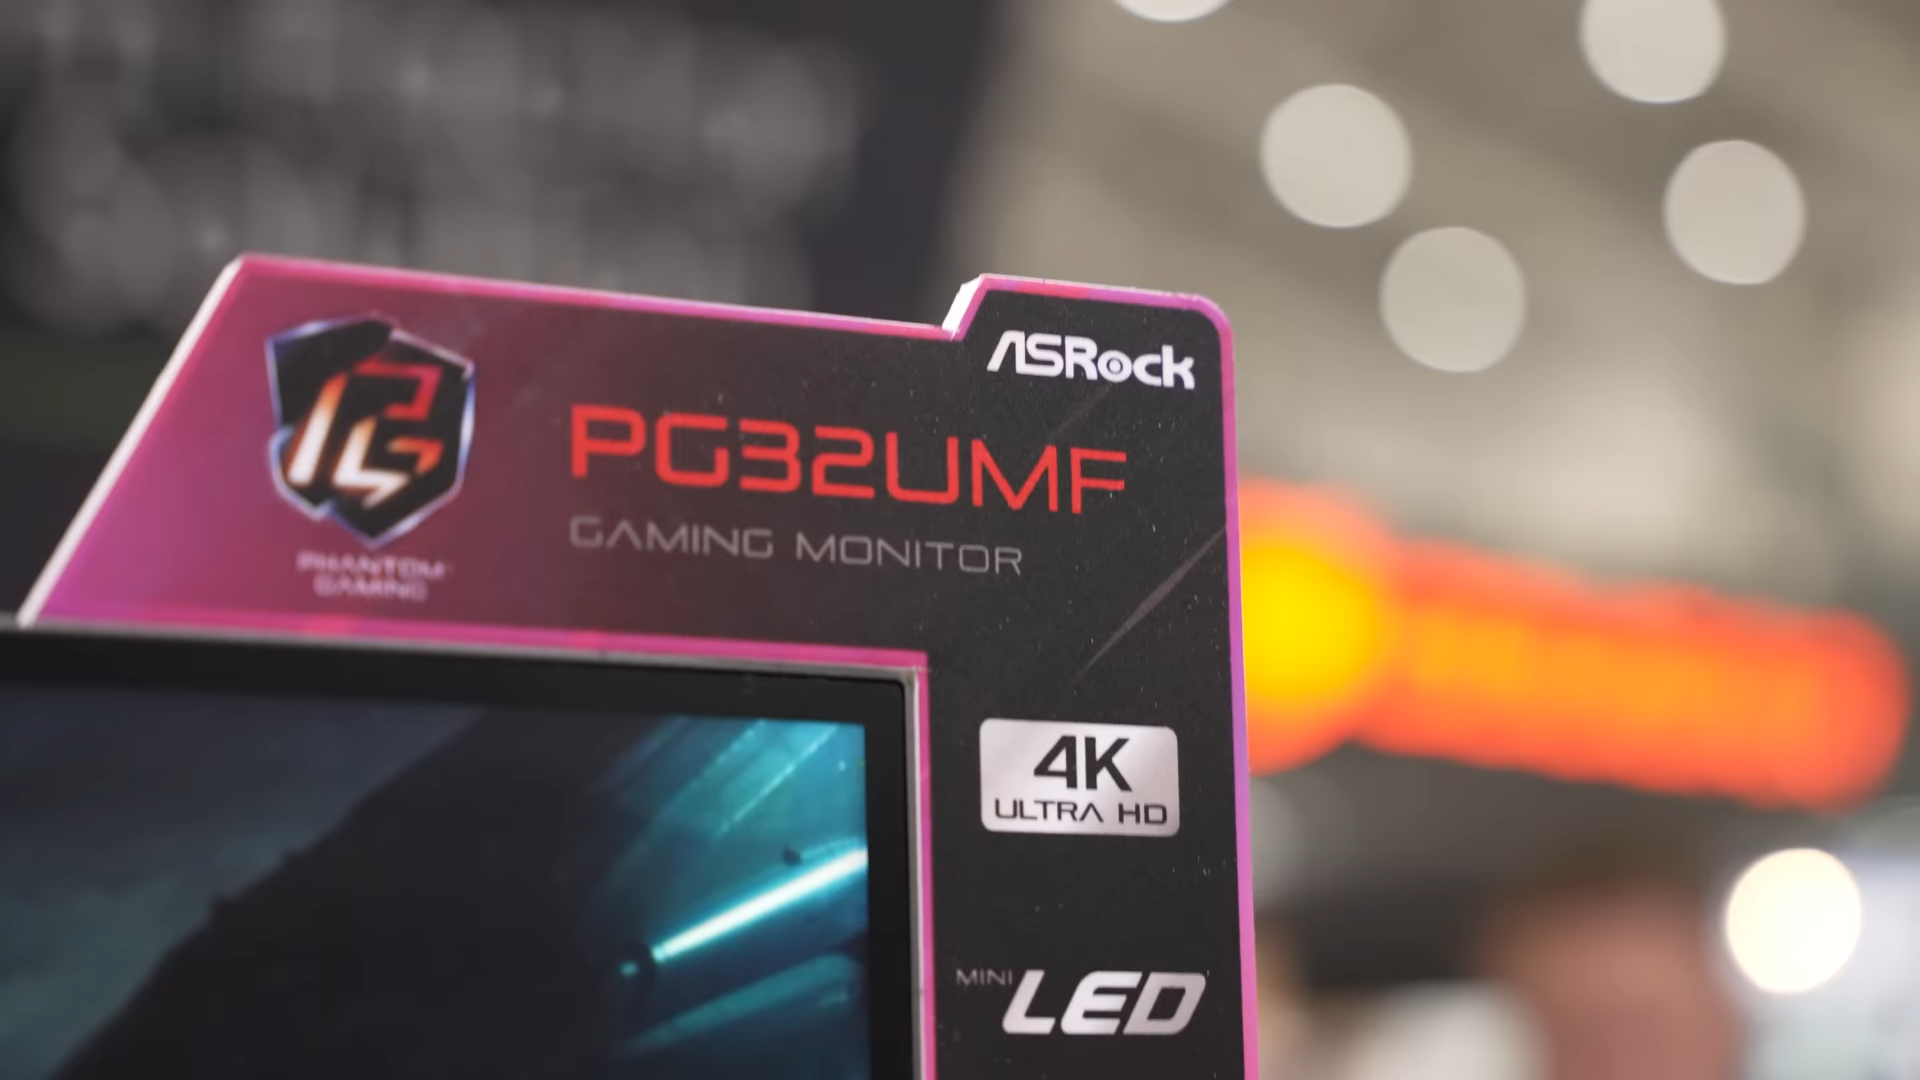 ASRock
PG32UMF
GAMING MONITOR
PHANTOM
GAMING
4K
ULTRA HD
MINI LED